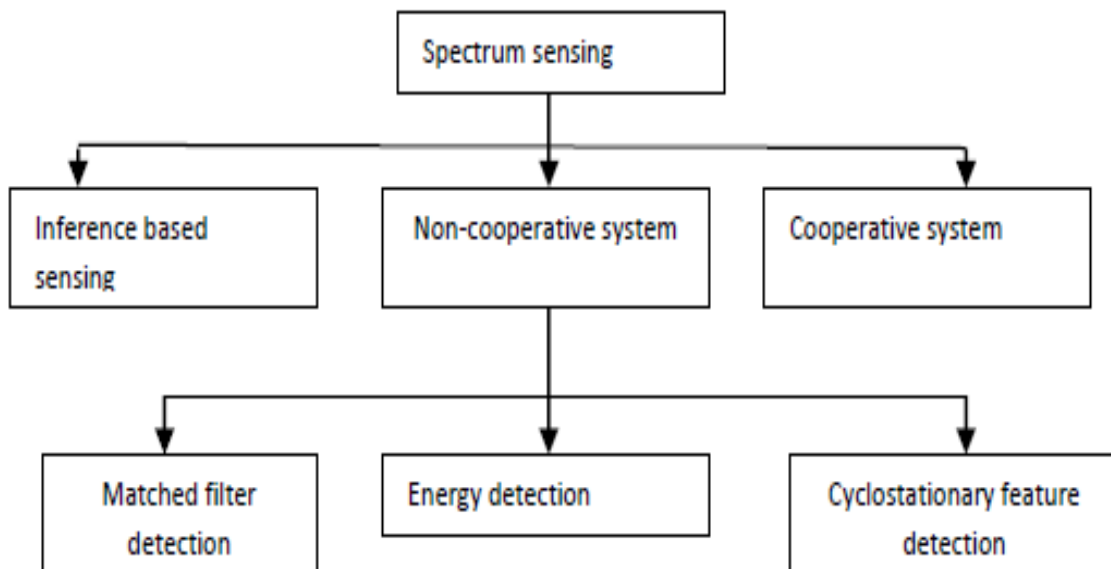 Spectrum sensing
Inference based
sensing
Non-cooperative system
Cooperative system
Matched filter
detection
Energy detection
Cyclostationary feature
detection